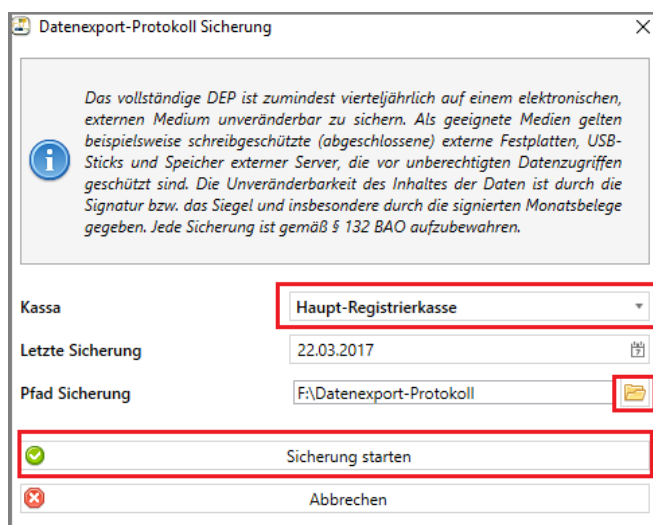 Datenexport-Protokoll Sicherung
Das vollständige DEP ist zumindest vierteljährlich auf einem elektronischen,
externen Medium unveränderbar zu sichern. Als geeignete Medien gelten
beispielsweise schreibgeschützte (abgeschlossene) externe Festplatten, USB-
Sticks und Speicher externer Server, die vor unberechtigten Datenzugriffen
geschützt sind. Die Unveränderbarkeit des Inhaltes der Daten ist durch die
Signatur bzw. das Siegel und insbesondere durch die signierten Monatsbelege
gegeben. Jede Sicherung ist gemäß § 132 BAO aufzubewahren.
Kassa Haupt-Registrierkasse
Letzte Sicherung 22.03.2017
Pfad Sicherung F:\Datenexport-Protokoll
Sicherung starten
Abbrechen